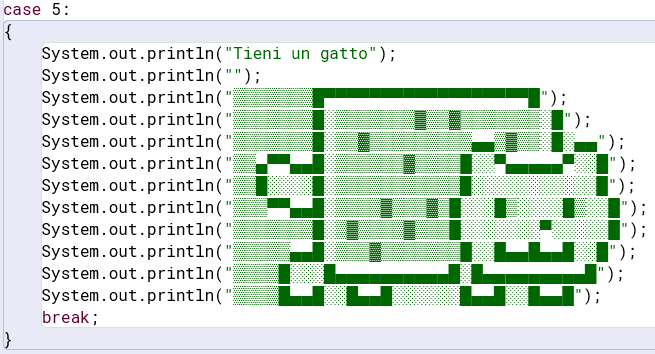 case 5:
{
System.out.println("Tieni un gatto");
System.out.println("");
System.out.println("▒▒▒▒▒▒▒█▀▀▀▀▀▀▀▀▀▀▀▀▀▀▀▀▀▀█");
System.out.println("▒▒▒▒▒▒▒█░▒▒▒▒▒▒▒▓▒▒▓▒▒▒▒▒▒▒░█");
System.out.println("▒▒▒▒▒▒▒█░▒▒▓▒▒▒▒▒▒▒▒▒▄▄▒▓▒▒░█░▄▄");
System.out.println("▒▒▄▀▀▄▄█░▒▒▒▒▒▒▓▒▒▒▒█░░▀▄▄▄▄▄▀░░█");
System.out.println("▒▒█░░░░█░▒▒▒▒▒▒▒▒▒▒▒█░░░░░░░░░░░█");
System.out.println("▒▒▒▀▀▄▄█░▒▒▒▒▓▒▒▒▓▒█░░░█▒░░░░█▒░░█");
System.out.println("▒▒▒▒▒▒▒█░▒▓▒▒▒▒▓▒▒▒█░░░░░░░▀░░░░░█");
System.out.println("▒▒▒▒▒▄▄█░▒▒▒▓▒▒▒▒▒▒▒█░░█▄▄█▄▄█░░█");
System.out.println("▒▒▒▒█░░░█▄▄▄▄▄▄▄▄▄▄█░█▄▄▄▄▄▄▄▄▄█");
System.out.println("▒▒▒▒█▄▄█░░█▄▄█░░░░░░█▄▄█░░█▄▄█");
break;
}